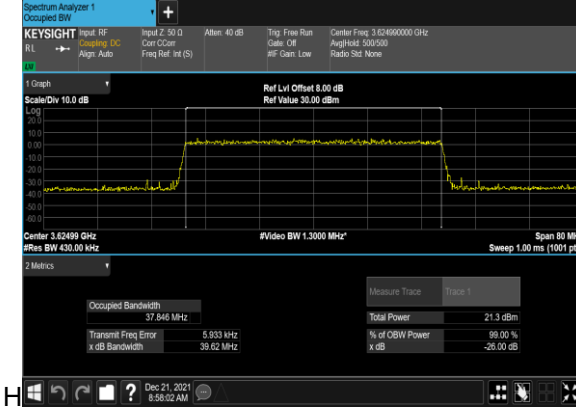 Spectrum Analyzer 1
Occupied BW
+
KEYSIGHT Input: RF Input Z: 50 Ω Atten: 40 dB Trig: Free Run Center Freq: 3.624990000 GHz
RL Coupling: DC Corr CCorr Gate: Off Avg|Hold: 500/500
Align: Auto Freq Ref: Int (S) #IF Gain: Low Radio Std: None
1 Graph
Ref Lvl Offset 8.00 dB
Scale/Div 10.0 dB Ref Value 30.00 dBm
Log
20.0
10.0
0.00
-10.0
-20.0
-30.0
-40.0
-50.0
-60.0
Center 3.62499 GHz #Video BW 1.3000 MHz* Span 80 MH
#Res BW 430.00 kHz Sweep 1.00 ms (1001 pt
2 Metrics
Measure Trace Trace 1
Occupied Bandwidth
37.846 MHz Total Power 21.3 dBm
Transmit Freq Error 5.933 kHz % of OBW Power 99.00 %
x dB Bandwidth 39.62 MHz x dB -26.00 dB
H ? Dec 21, 2021
8:58:02 AM